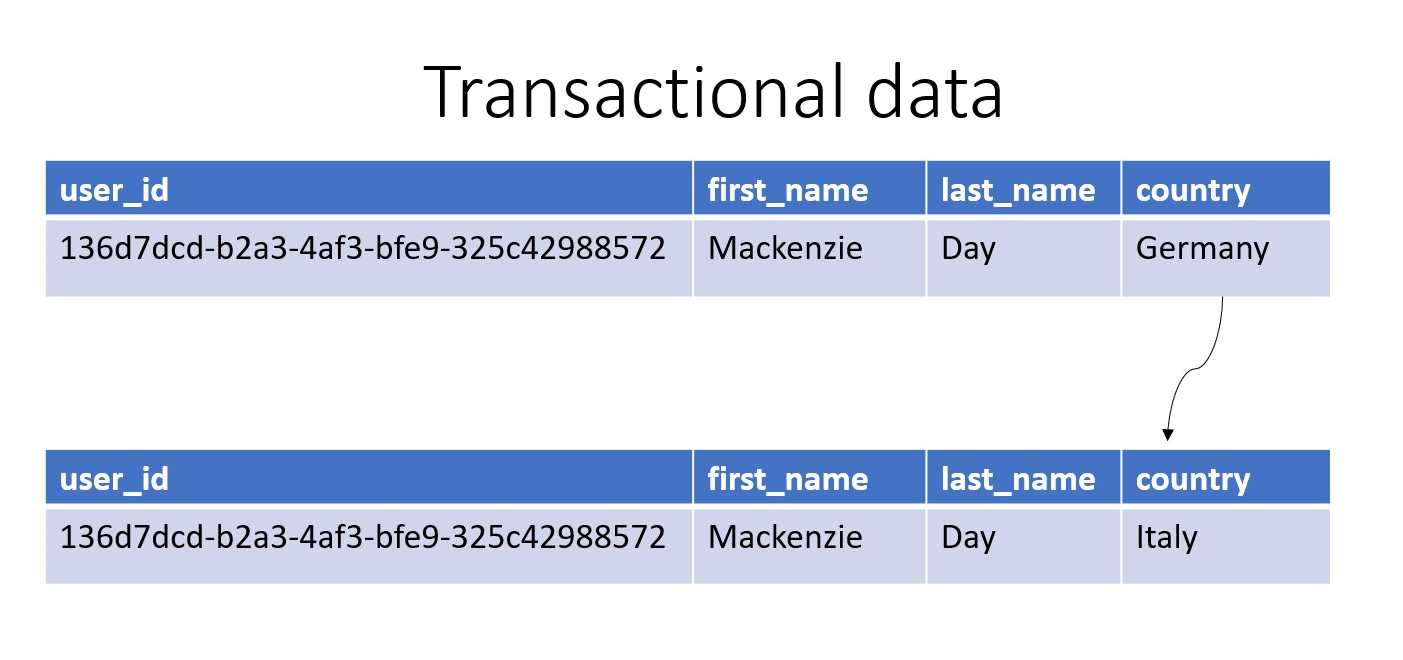 Transactional data
user_id first_name last_name country
136d7dcd-b2a3-4af3-bfe9-325c42988572 Mackenzie Day Germany
user_id first_name last_name country
136d7dcd-b2a3-4af3-bfe9-325c42988572 Mackenzie Day Italy